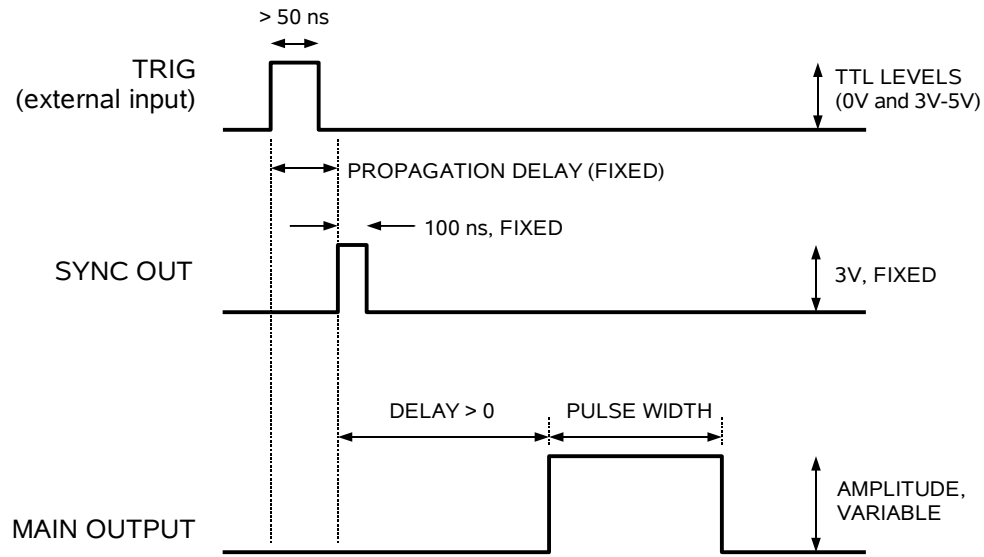 > 50 ns
TRIG
(external input)
TTL LEVELS
(0V and 3V-5V)
PROPAGATION DELAY (FIXED)
100 ns, FIXED
SYNC OUT
3V, FIXED
DELAY > 0
PULSE WIDTH
AMPLITUDE,
VARIABLE
MAIN OUTPUT